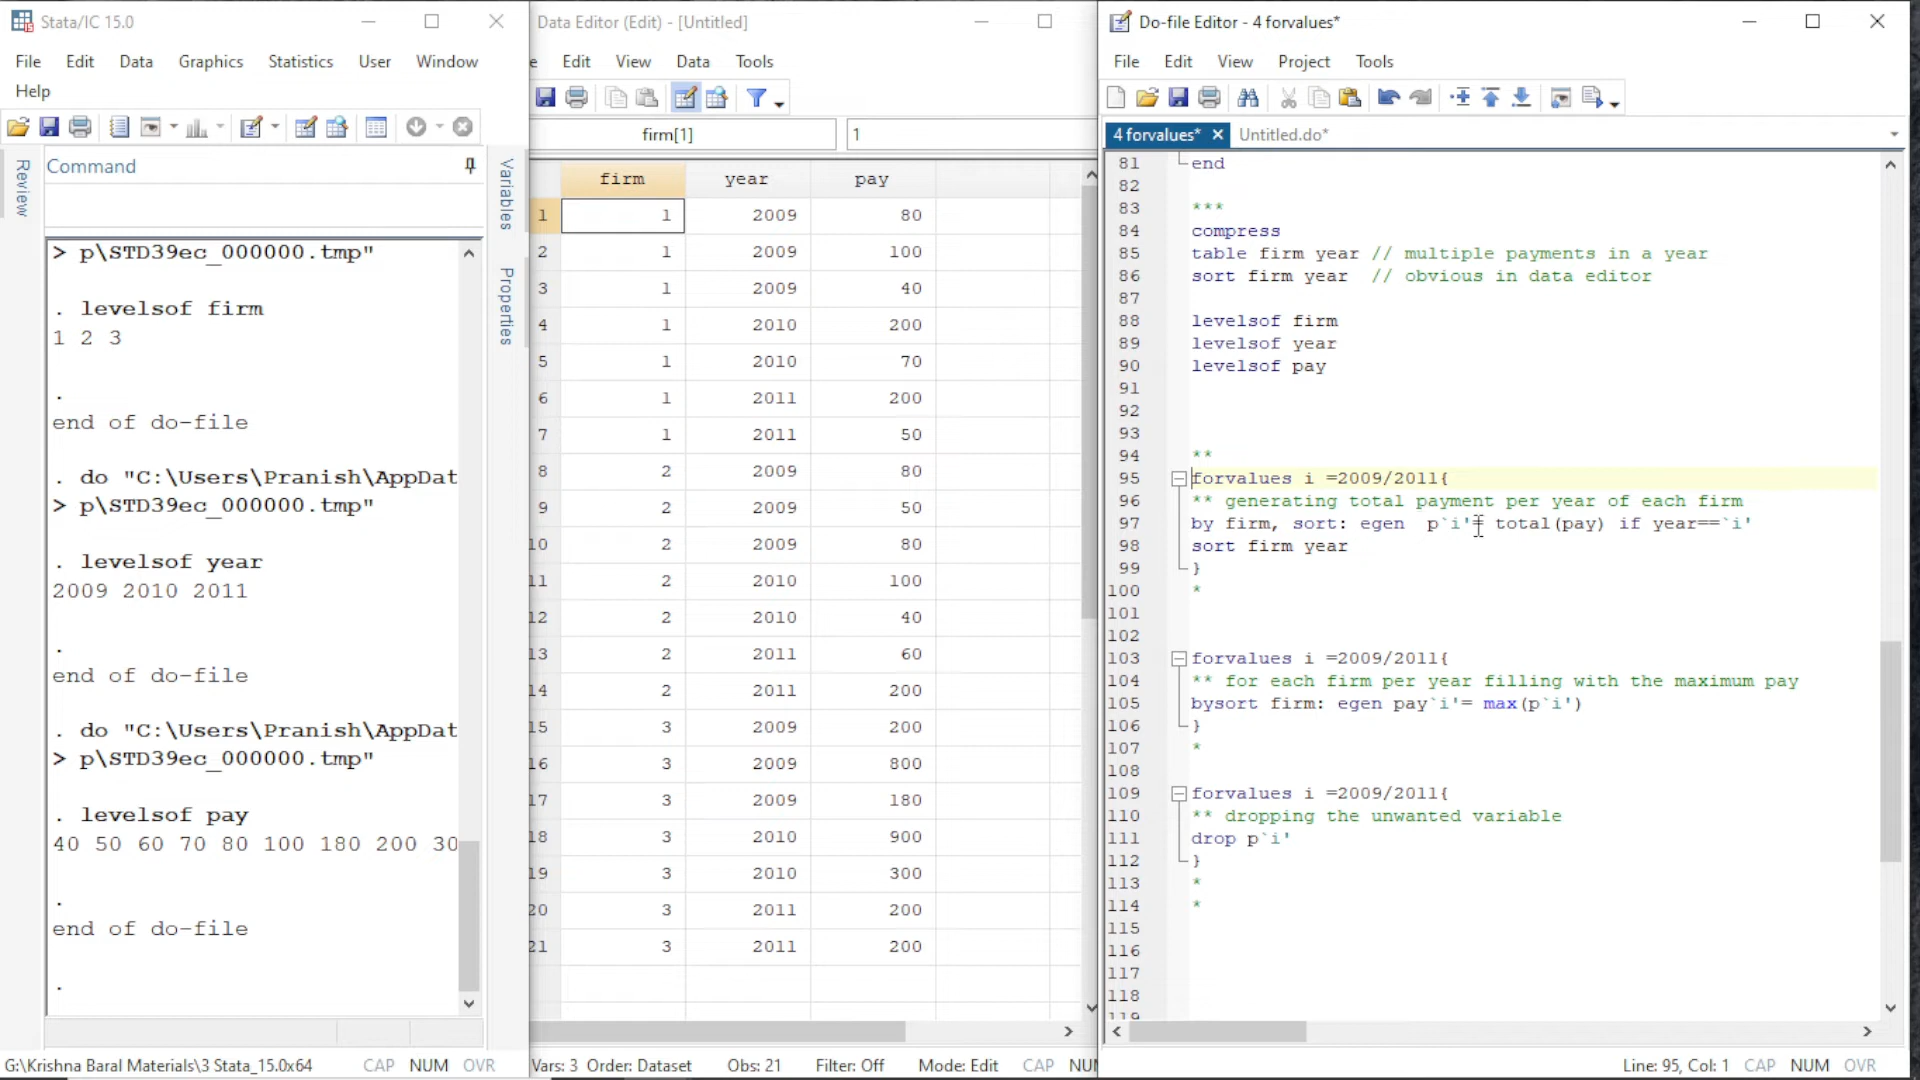 Stata/IC 15.0
File Edit Data Graphics Statistics User Window
Help
Review
Command
Variables
Properties
> p\STD39ec_000000.tmp"
. levelsof firm
1 2 3
.
end of do-file
. do "C:\Users\Pranish\AppDat
> p\STD39ec_000000.tmp"
. levelsof year
2009 2010 2011
.
end of do-file
. do "C:\Users\Pranish\AppDat
> p\STD39ec_000000.tmp"
. levelsof pay
40 50 60 70 80 100 180 200 30
.
end of do-file
.
G:\Krishna Baral Materials\3 Stata_15.0x64 CAP NUM OVR
Data Editor (Edit) - [Untitled]
e Edit View Data Tools
firm[1] 1
firm year pay
1 1 2009 80
2 1 2009 100
3 1 2009 40
4 1 2010 200
5 1 2010 70
6 1 2011 200
7 1 2011 50
8 2 2009 80
9 2 2009 50
10 2 2009 80
11 2 2010 100
12 2 2010 40
13 2 2011 60
14 2 2011 200
15 3 2009 200
16 3 2009 800
17 3 2009 180
18 3 2010 900
19 3 2010 300
20 3 2011 200
21 3 2011 200
Vars: 3 Order: Dataset Obs: 21 Filter: Off Mode: Edit CAP NU
Do-file Editor - 4 forvalues*
File Edit View Project Tools
4 forvalues* Untitled.do*
81 end
82
83 ***
84 compress
85 table firm year // multiple payments in a year
86 sort firm year // obvious in data editor
87
88 levelsof firm
89 levelsof year
90 levelsof pay
91
92
93
94 **
95 forvalues i =2009/2011{
96 ** generating total payment per year of each firm
97 by firm, sort: egen p`i'= total(pay) if year==`i'
98 sort firm year
99 }
100 *
101
102
103 forvalues i =2009/2011{
104 ** for each firm per year filling with the maximum pay
105 bysort firm: egen pay`i'= max(p`i')
106 }
107 *
108
109 forvalues i =2009/2011{
110 ** dropping the unwanted variable
111 drop p`i'
112 }
113 *
114 *
115
116
117
118
119
Line: 95, Col: 1 CAP NUM OVR